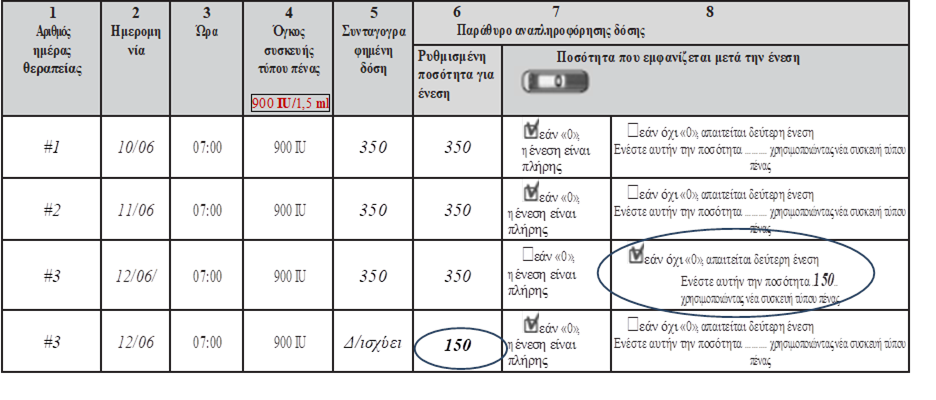 1 2 3 4 5 6 7 8
Αριθμός Ημερομη Ώρα Όγκος Συνταγογρα Παράθυρο αναπληροφόρησης δόσης
ημέρας νία συσκευής φημένη
θεραπείας τύπου πένας δόση Ρυθμισμένη Ποσότητα που εμφανίζεται μετά την ένεση
ποσότητα για
ένεση
900 IU/1,5 ml
#1 10/06 07:00 900 IU 350 350
εάν «0»,
η ένεση είναι
πλήρης
εάν όχι «0», απαιτείται δεύτερη ένεση
Ενέστε αυτήν την ποσότητα .......... χρησιμοποιώντας νέα συσκευή τύπου
πένας
#2 11/06 07:00 900 IU 350 350
εάν «0»,
η ένεση είναι
πλήρης
εάν όχι «0», απαιτείται δεύτερη ένεση
Ενέστε αυτήν την ποσότητα .......... χρησιμοποιώντας νέα συσκευή τύπου
πένας
#3 12/06/ 07:00 900 IU 350 350
εάν «0»,
η ένεση είναι
πλήρης
εάν όχι «0», απαιτείται δεύτερη ένεση
Ενέστε αυτήν την ποσότητα 150..
χρησιμοποιώντας νέα συσκευή τύπου πένας
#3 12/06 07:00 900 IU Δ/ισχύει 150
εάν «0»,
η ένεση είναι
πλήρης
εάν όχι «0», απαιτείται δεύτερη ένεση
Ενέστε αυτήν την ποσότητα .......... χρησιμοποιώντας νέα συσκευή τύπου
πένας